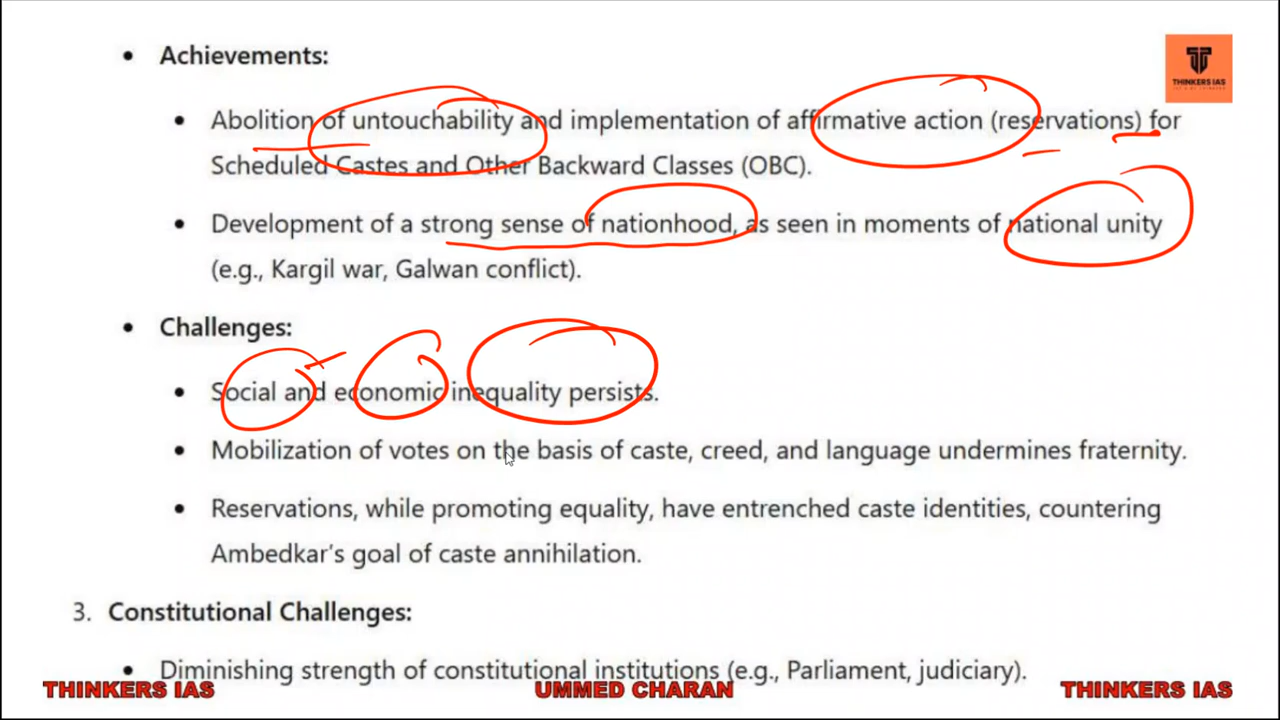 • Achievements:
THINKERS IAS
• Abolition of untouchability and implementation of affirmative action (reservations) for
Scheduled Castes and Other Backward Classes (OBC).
• Development of a strong sense of nationhood, as seen in moments of national unity
(e.g., Kargil war, Galwan conflict).
• Challenges:
• Social and economic inequality persists.
• Mobilization of votes on the basis of caste, creed, and language undermines fraternity.
• Reservations, while promoting equality, have entrenched caste identities, countering
Ambedkar's goal of caste annihilation.
3. Constitutional Challenges:
• Diminishing strength of constitutional institutions (e.g., Parliament, judiciary).
THINKERS IAS UMMED CHARAN THINKERS IAS